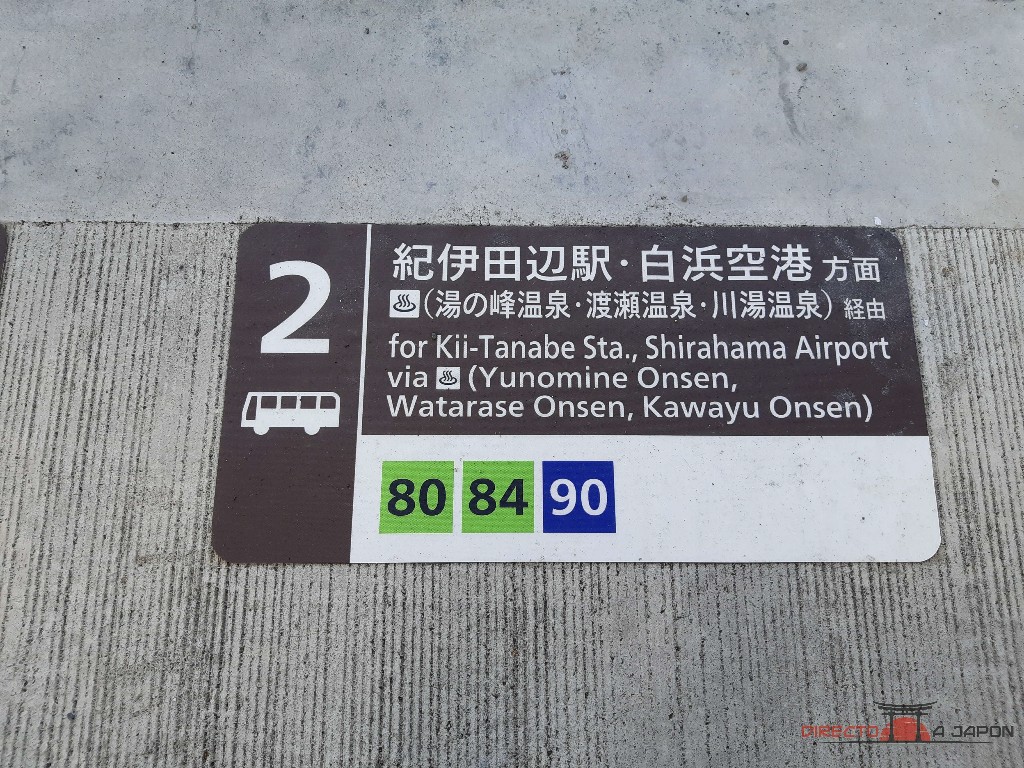 2
紀伊田辺駅・白浜空港 方面
♨(湯の峰温泉・渡瀬温泉・川湯温泉) 経由
for Kii-Tanabe Sta., Shirahama Airport
via ♨ (Yunomine Onsen,
Watarase Onsen, Kawayu Onsen)
80 84 90
DIRECTO A JAPON